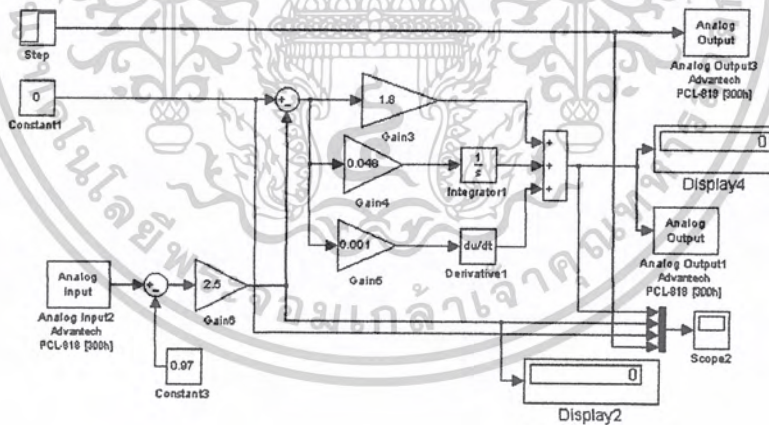 Step
Analog
Output
Analog Output3
Advantech
PCL-818 [300h]
0
Constant1
+
-
1.8
Gain3
0.048
Gain4
1
s
Integrator1
0.001
Gain5
du/dt
Derivative1
+
+
+
0
Display4
Analog
Output
Analog Output1
Advantech
PCL-818 [300h]
Analog
Input
Analog Input2
Advantech
PCL-818 [300h]
+
-
2.5
Gain6
0.97
Constant3
Scope2
0
Display2